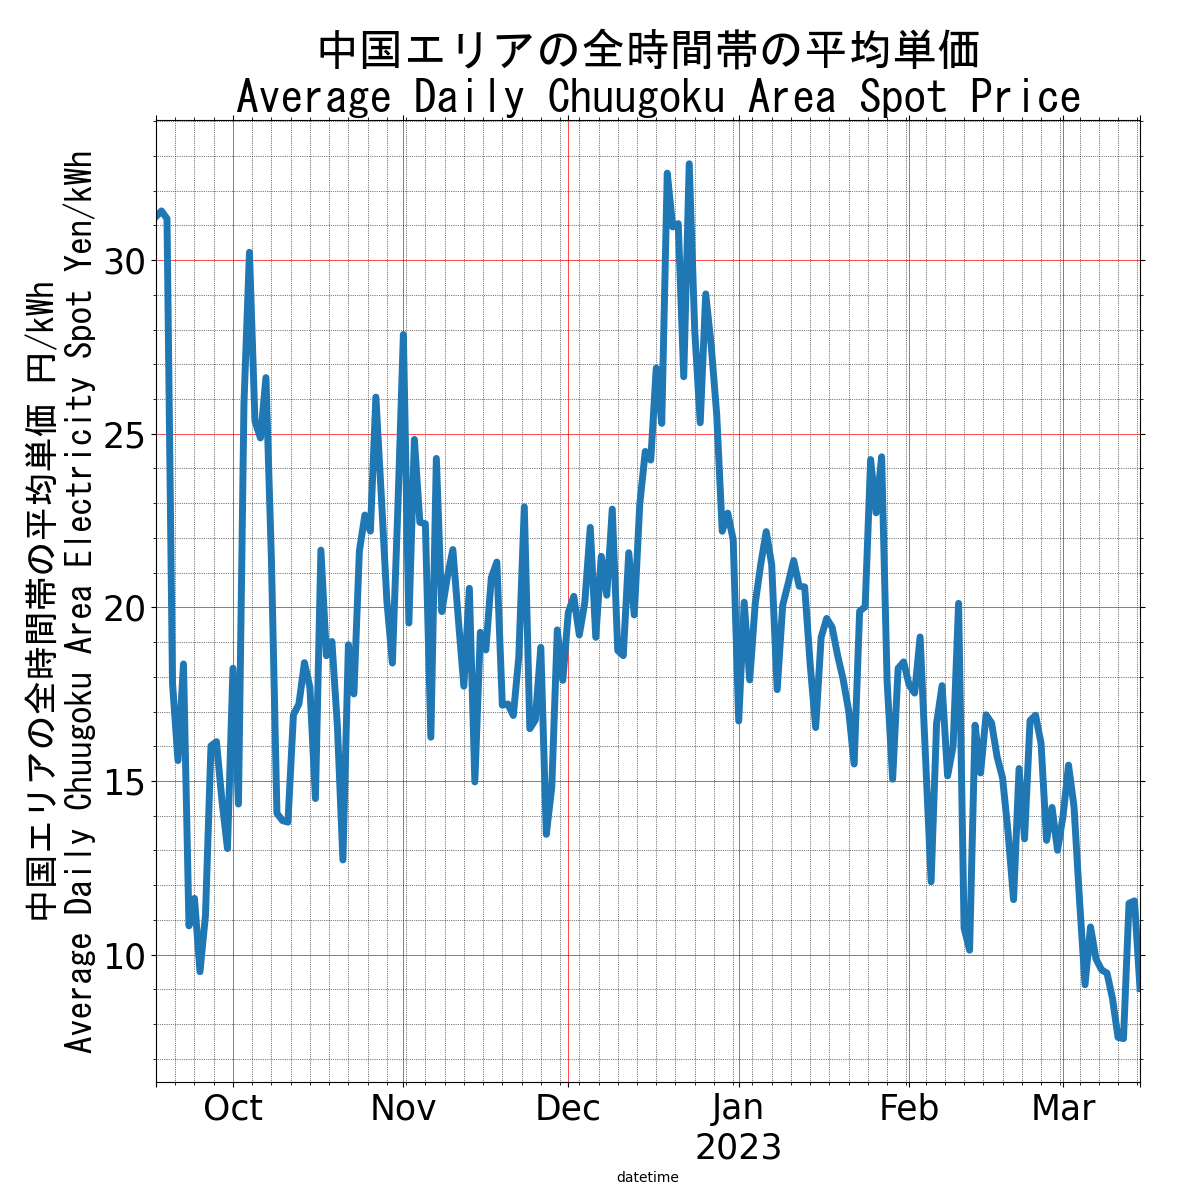 中国エリアの全時間帯の平均単価
Average Daily Chuugoku Area Spot Price
中国エリアの全時間帯の平均単価 円/kWh
Average Daily Chuugoku Area Electricity Spot Yen/kWh
30
25
20
15
10
Oct Nov Dec Jan Feb Mar
2023
datetime